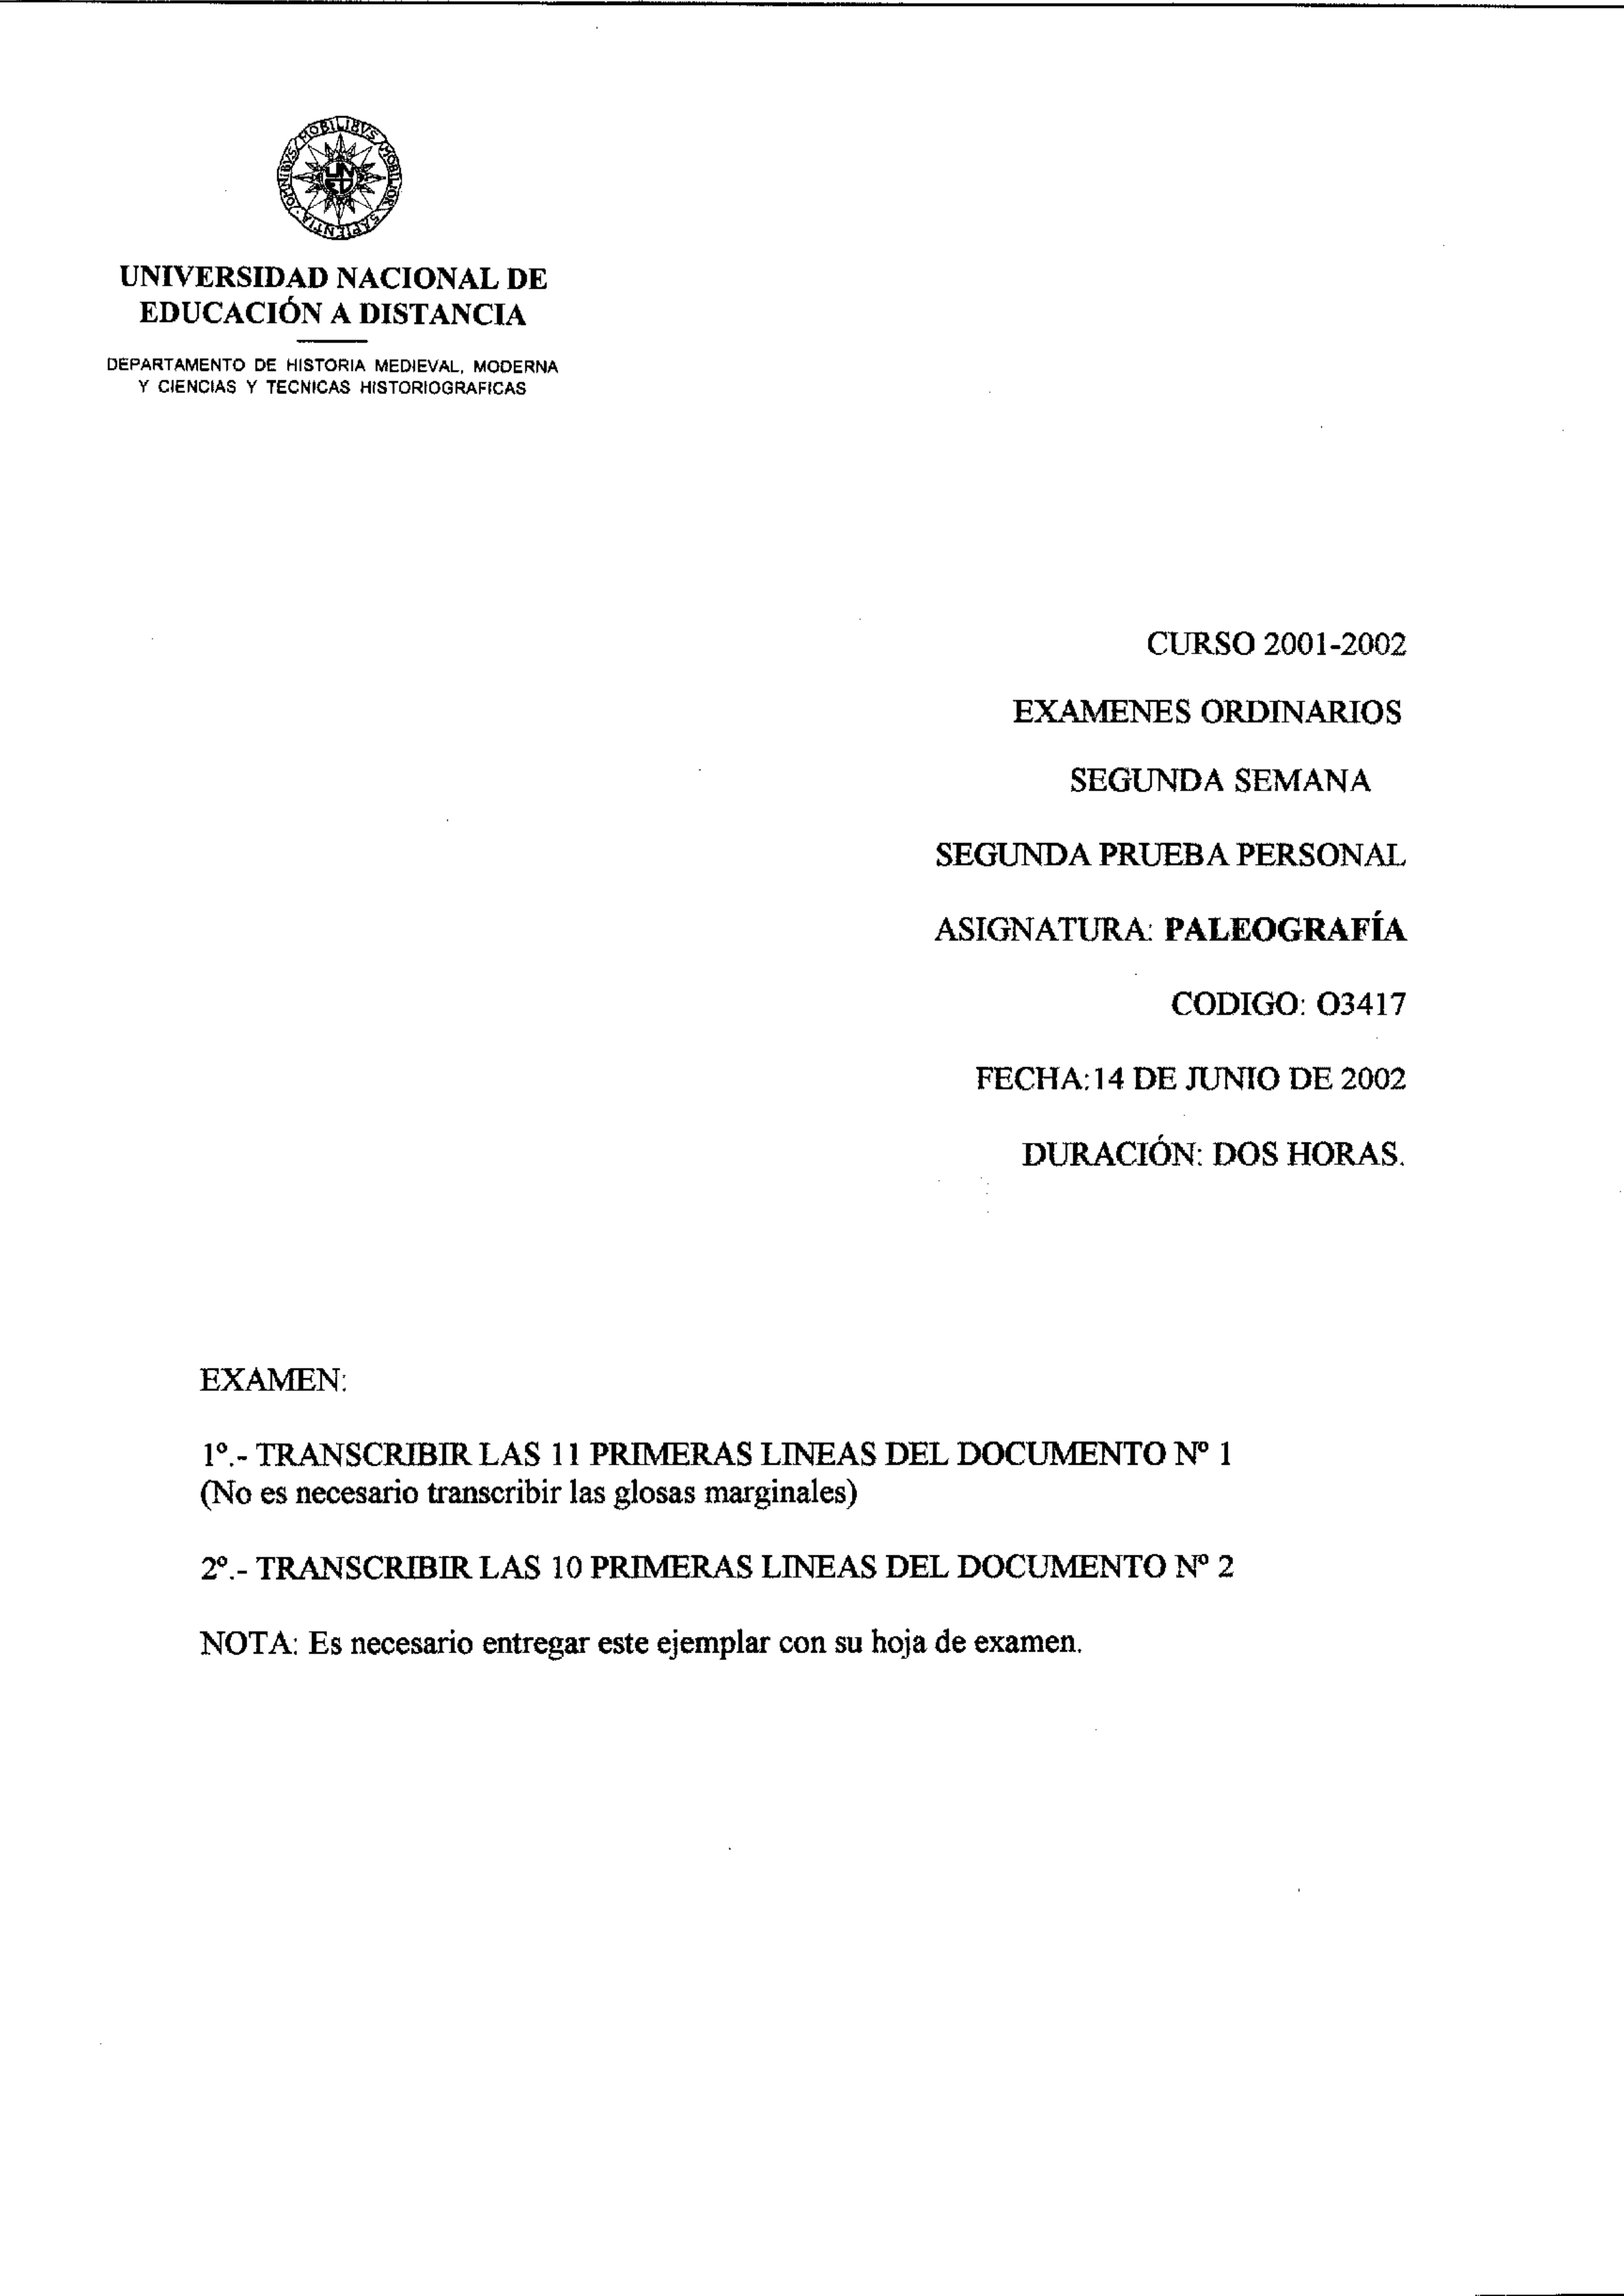 OMNIBVS MOBILIBVS MOBILIOR SAPIENTIA
UNED
UNIVERSIDAD NACIONAL DE
EDUCACIÓN A DISTANCIA
DEPARTAMENTO DE HISTORIA MEDIEVAL, MODERNA
Y CIENCIAS Y TECNICAS HISTORIOGRAFICAS
CURSO 2001-2002
EXAMENES ORDINARIOS
SEGUNDA SEMANA
SEGUNDA PRUEBA PERSONAL
ASIGNATURA: PALEOGRAFÍA
CODIGO: O3417
FECHA:14 DE JUNIO DE 2002
DURACIÓN: DOS HORAS.
EXAMEN:
1º.- TRANSCRIBIR LAS 11 PRIMERAS LINEAS DEL DOCUMENTO Nº 1
(No es necesario transcribir las glosas marginales)
2º.- TRANSCRIBIR LAS 10 PRIMERAS LINEAS DEL DOCUMENTO Nº 2
NOTA: Es necesario entregar este ejemplar con su hoja de examen.